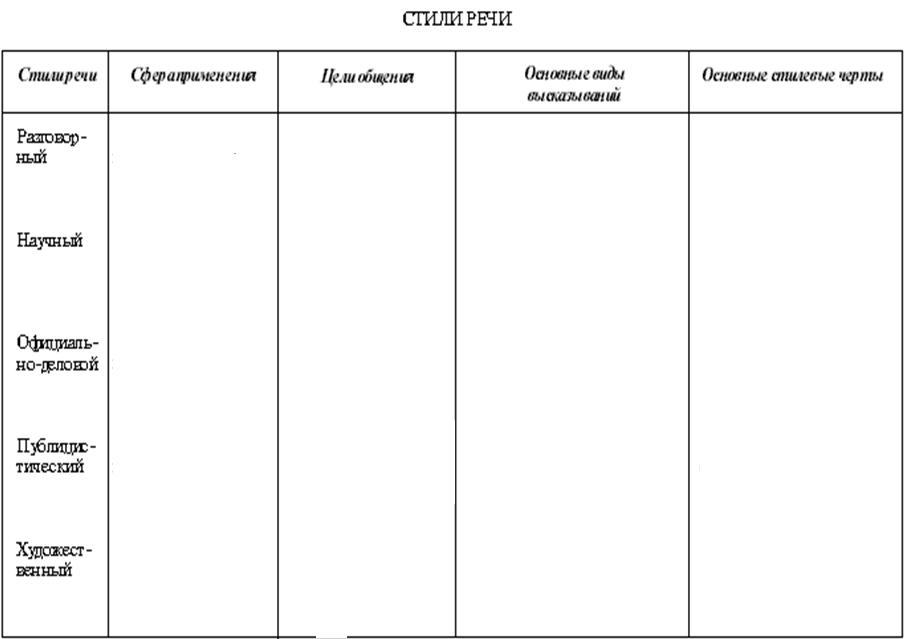 СТИЛИ РЕЧИ
Стили речи
Сфера применения
Цели общения
Основные виды
высказываний
Основные стилевые черты
Разговор-
ный
Научный
Официаль-
но-деловой
Публицис-
тический
Художест-
венный